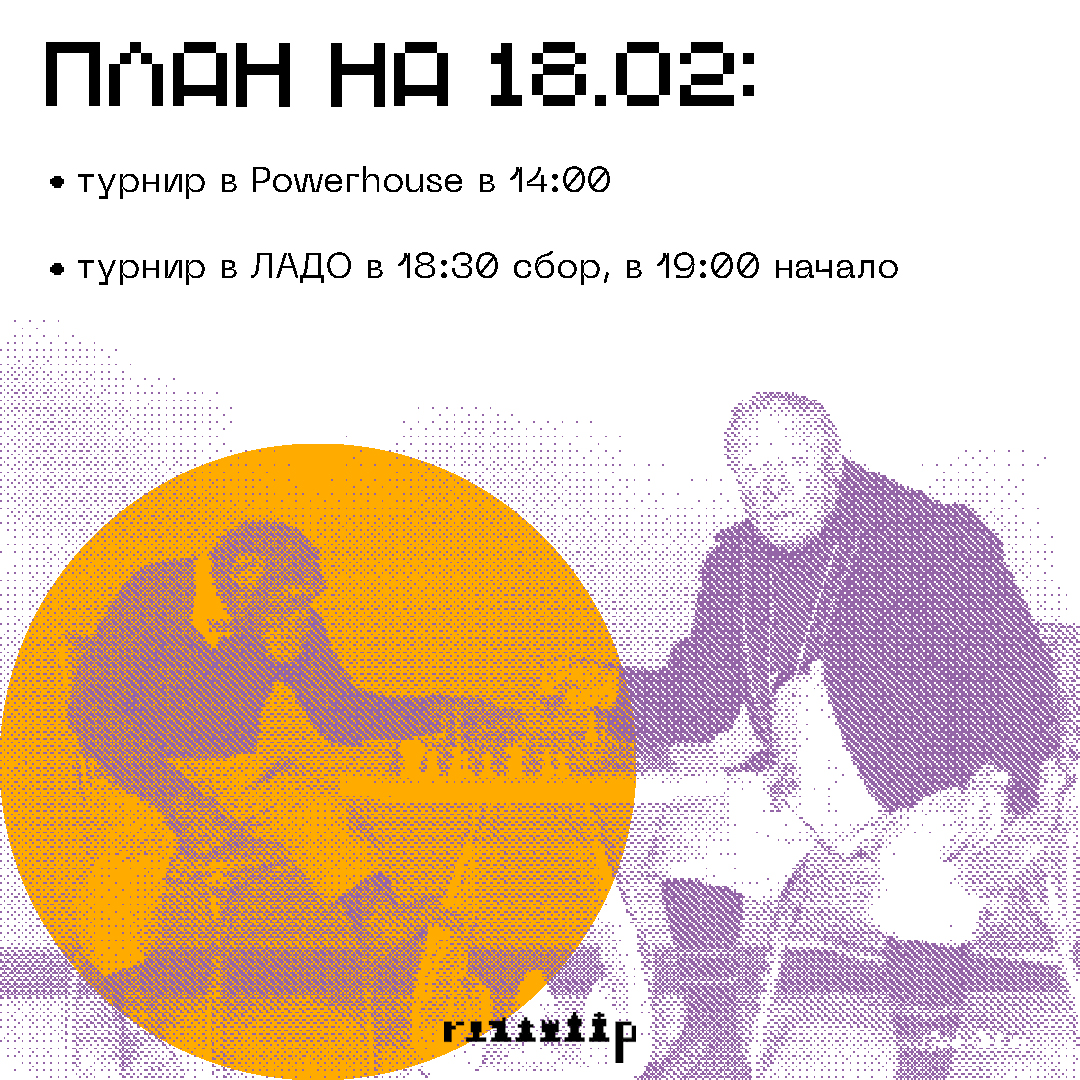 ПЛАН НА 18.02:
• турнир в Powerhouse в 14:00
• турнир в ЛАДО в 18:30 сбор, в 19:00 начало